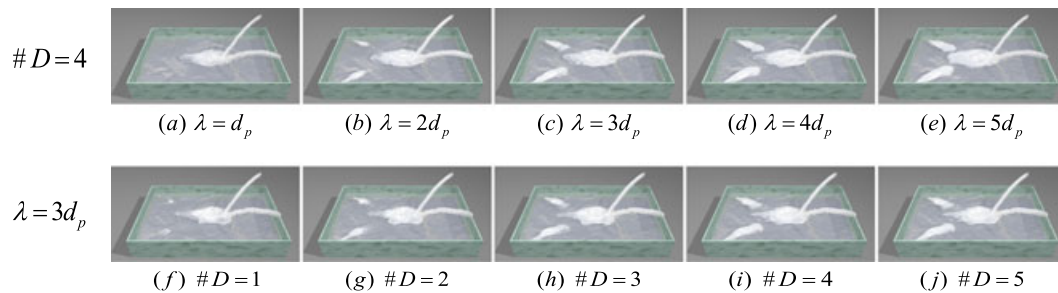 # D = 4
(a) λ = d_p (b) λ = 2d_p (c) λ = 3d_p (d) λ = 4d_p (e) λ = 5d_p
λ = 3d_p
(f) # D = 1 (g) # D = 2 (h) # D = 3 (i) # D = 4 (j) # D = 5